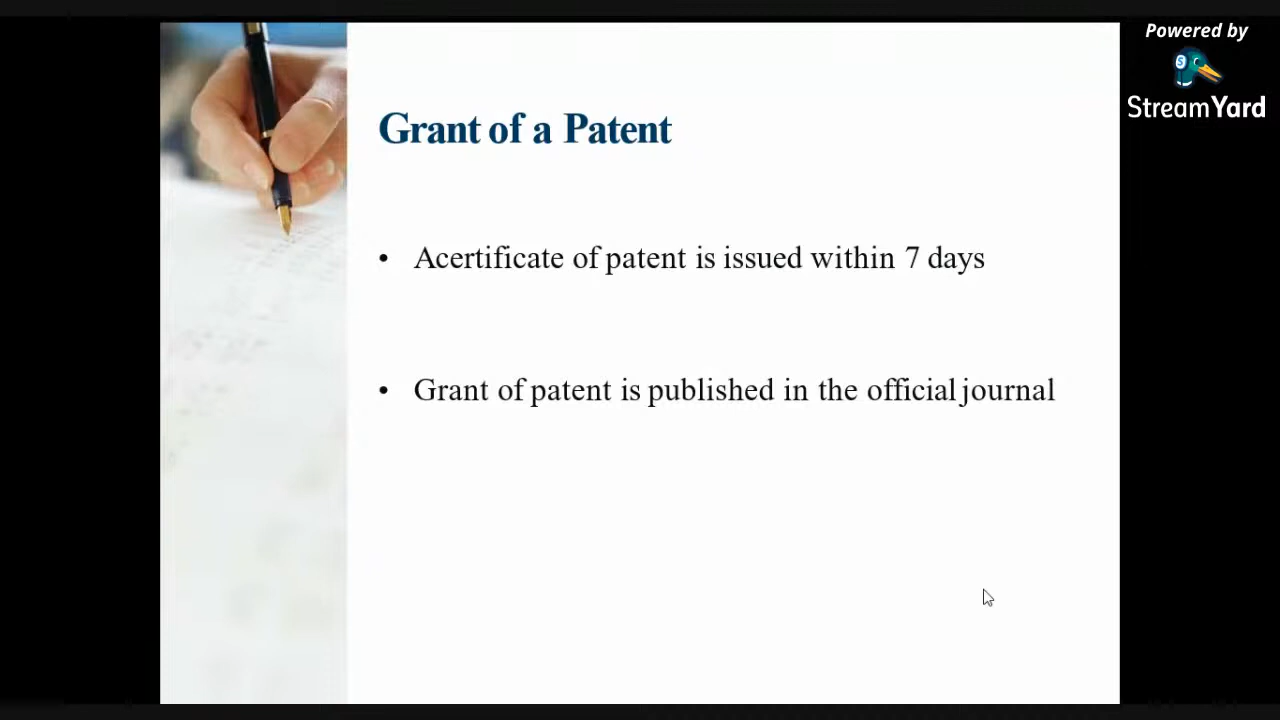 Powered by
StreamYard
Grant of a Patent
• Acertificate of patent is issued within 7 days
• Grant of patent is published in the official journal